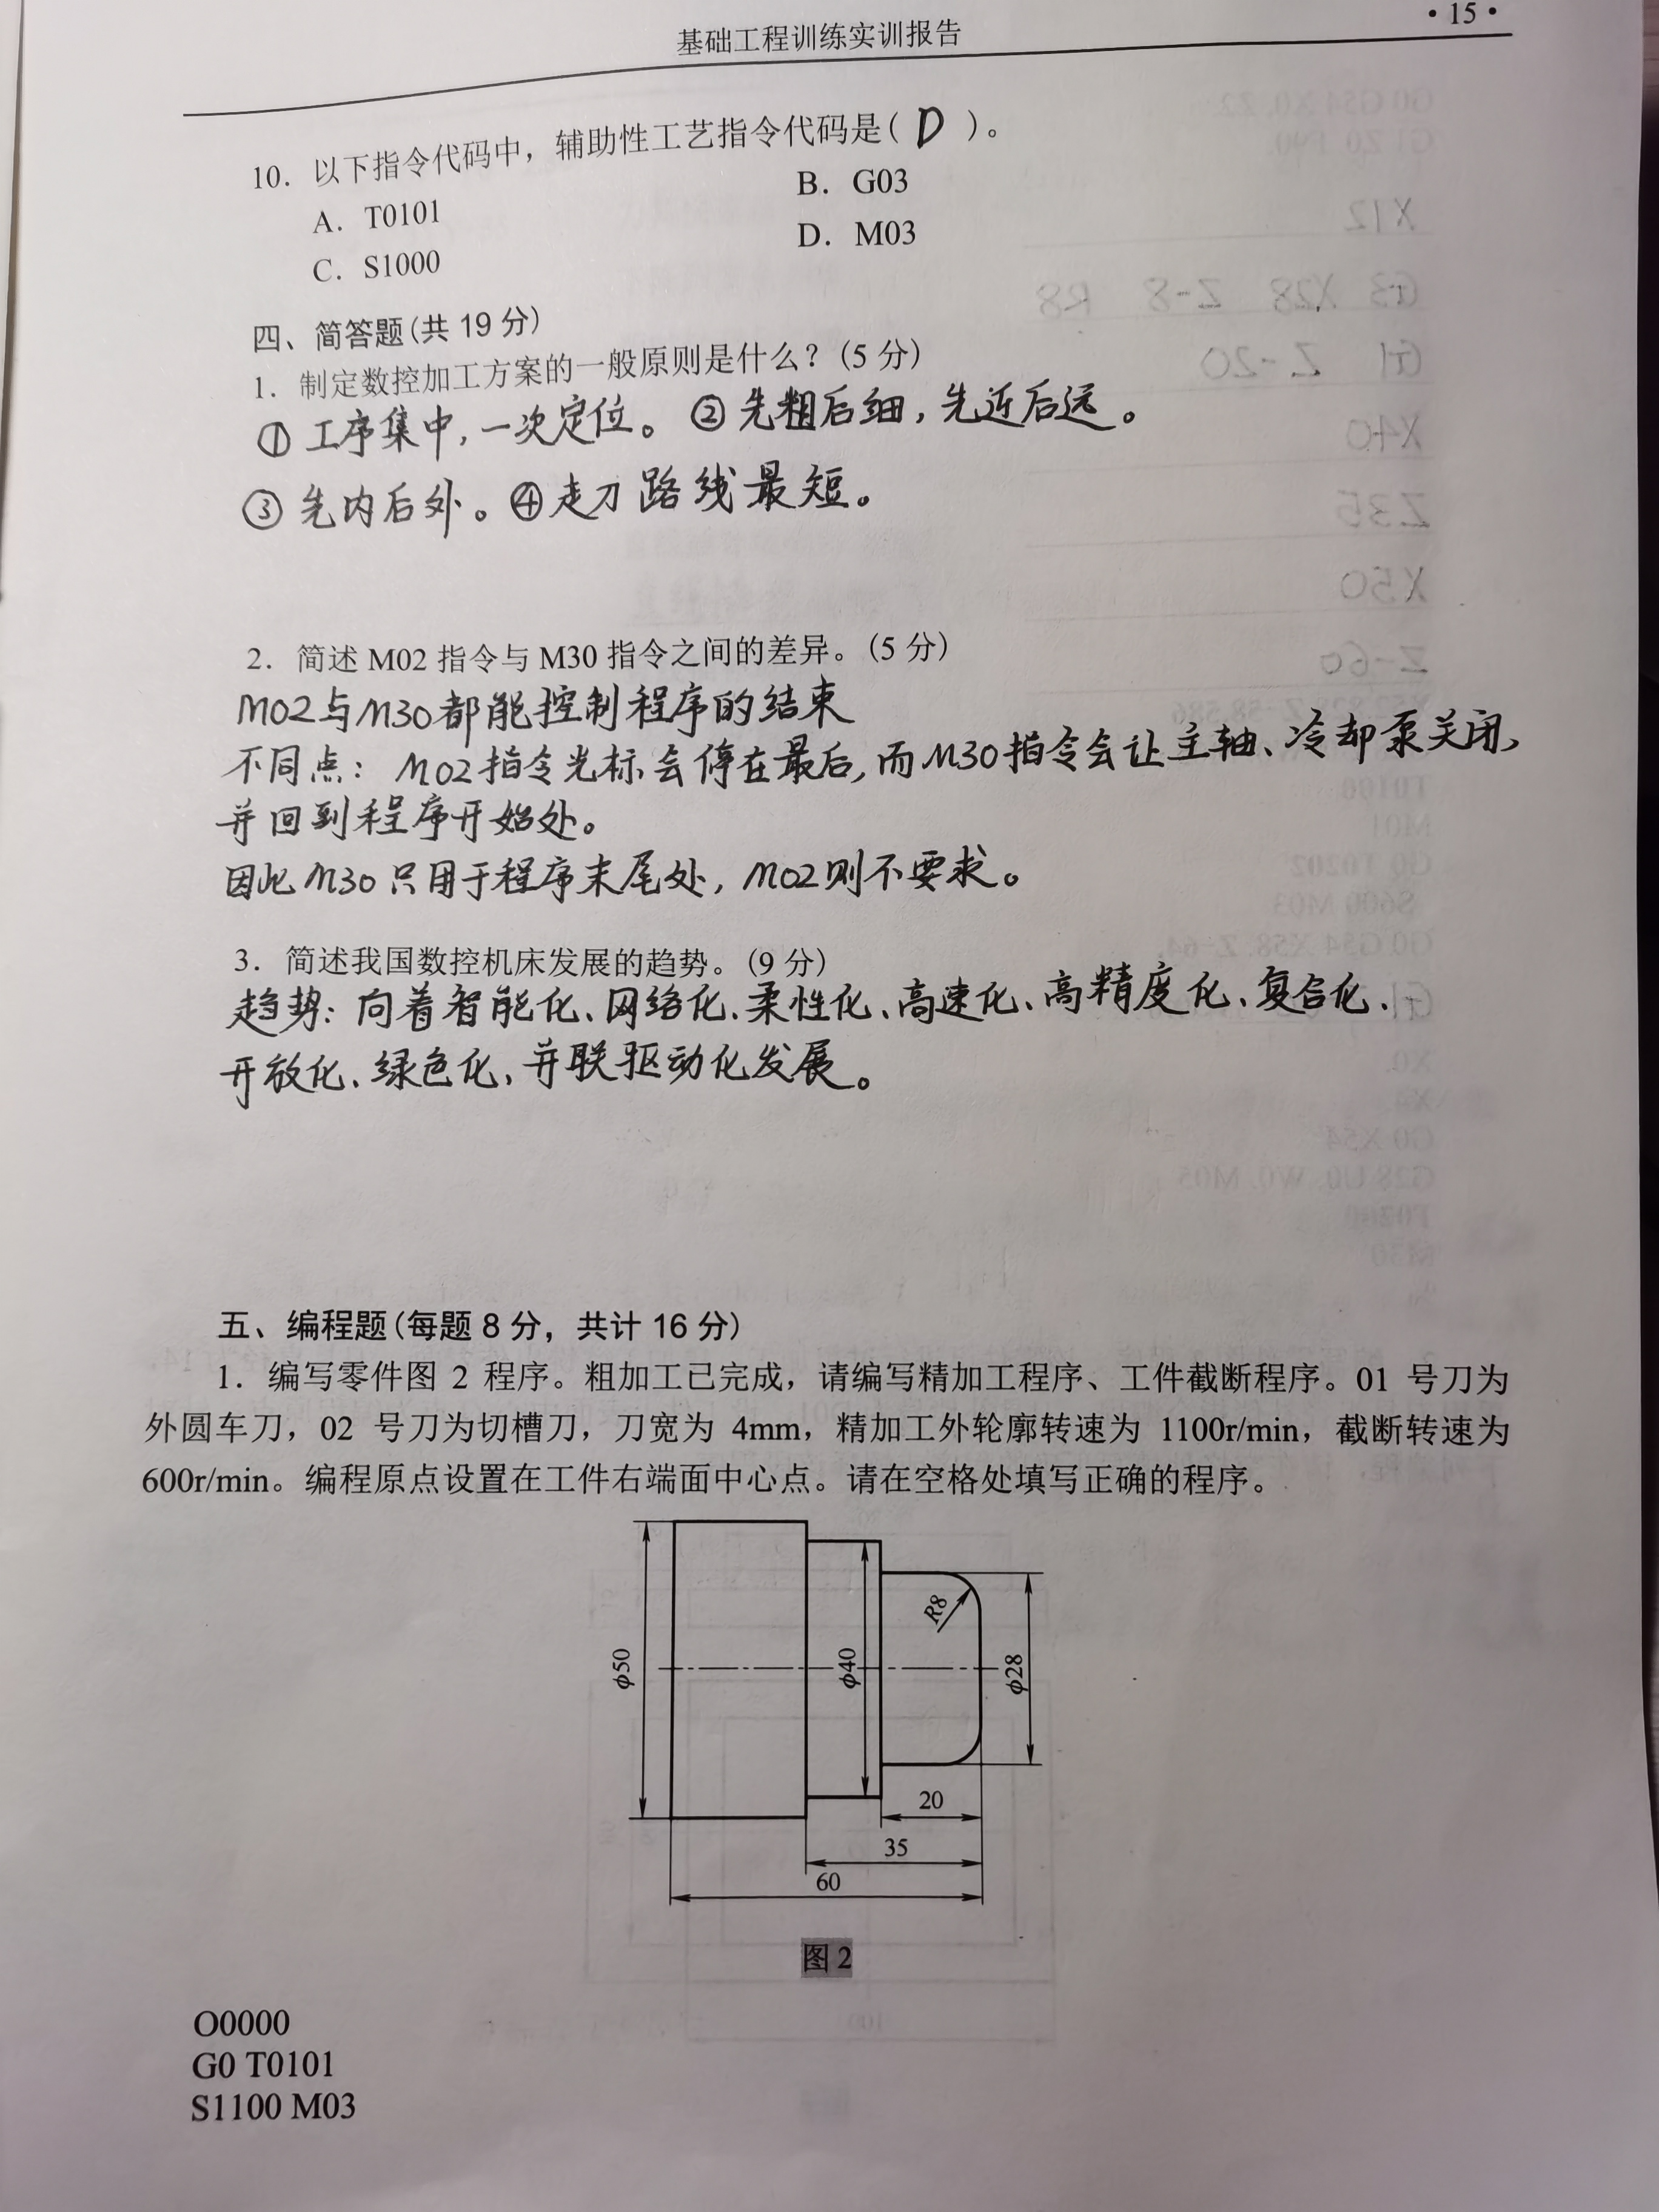 基础工程训练实训报告
·15·
10．以下指令代码中，辅助性工艺指令代码是( D )。
A．T0101
B．G03
C．S1000
D．M03
四、简答题(共 19 分)
1．制定数控加工方案的一般原则是什么？(5 分)
① 工序集中，一次定位。② 先粗后细，先近后远。
③ 先内后外。④走刀路线最短。
2．简述 M02 指令与 M30 指令之间的差异。(5 分)
M02与M30都能控制程序的结束
不同点：M02指令光标会停在最后，而M30指令会让主轴、冷却泵关闭、
并回到程序开始处。
因此M30只用于程序末尾处，M02则不要求。
3．简述我国数控机床发展的趋势。(9 分)
趋势：向着智能化、网络化、柔性化、高速化、高精度化、复合化、
开放化、绿色化、并联驱动化发展。
五、编程题(每题 8 分，共计 16 分)
1．编写零件图 2 程序。粗加工已完成，请编写精加工程序、工件截断程序。01 号刀为
外圆车刀，02 号刀为切槽刀，刀宽为 4mm，精加工外轮廓转速为 1100r/min，截断转速为
600r/min。编程原点设置在工件右端面中心点。请在空格处填写正确的程序。
R8
ϕ50
ϕ40
ϕ28
20
35
60
图 2
O0000
G0 T0101
S1100 M03